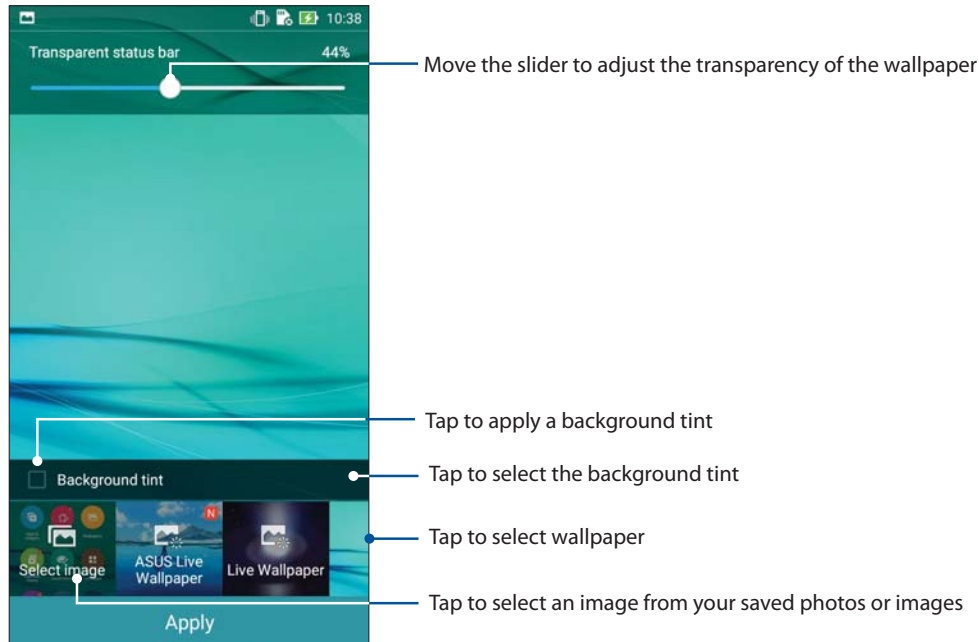 10:38
Transparent status bar 44%
Move the slider to adjust the transparency of the wallpaper
Tap to apply a background tint
Background tint
Tap to select the background tint
N
Tap to select wallpaper
Select image
ASUS Live
Wallpaper
Live Wallpaper
Tap to select an image from your saved photos or images
Apply